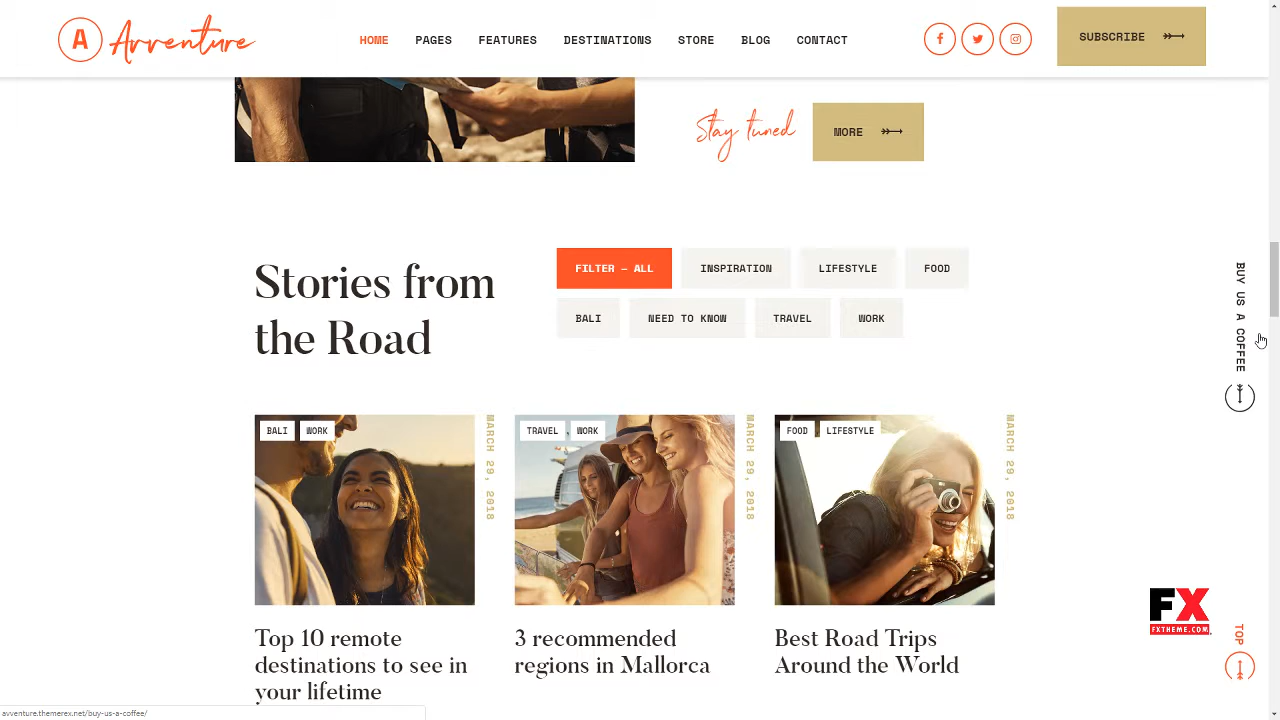 A Avventure
HOME PAGES FEATURES DESTINATIONS STORE BLOG CONTACT
f
SUBSCRIBE
Stay tuned
MORE
Stories from
the Road
FILTER – ALL INSPIRATION LIFESTYLE FOOD
BALI NEED TO KNOW TRAVEL WORK
BUY US A COFFEE
BALI WORK
MARCH 29, 2018
TRAVEL, WORK
MARCH 29, 2018
FOOD, LIFESTYLE
MARCH 29, 2018
Top 10 remote
destinations to see in
your lifetime
3 recommended
regions in Mallorca
Best Road Trips
Around the World
FX
FXTHEME.COM
TOP
avventure.themerex.net/buy-us-a-coffee/